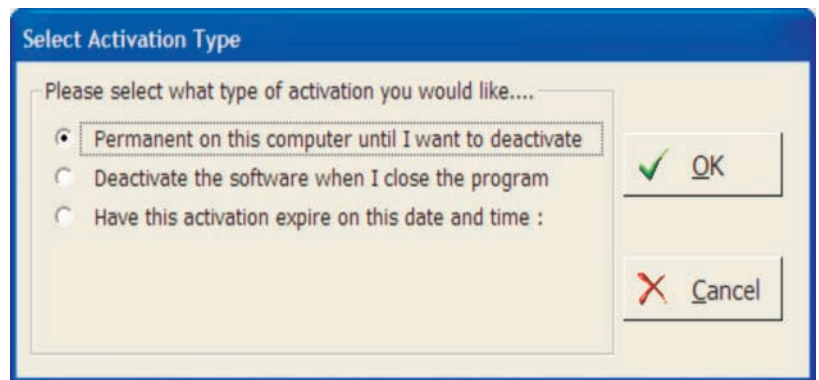 Select Activation Type
Please select what type of activation you would like....
Permanent on this computer until I want to deactivate
Deactivate the software when I close the program
Have this activation expire on this date and time :
OK
Cancel